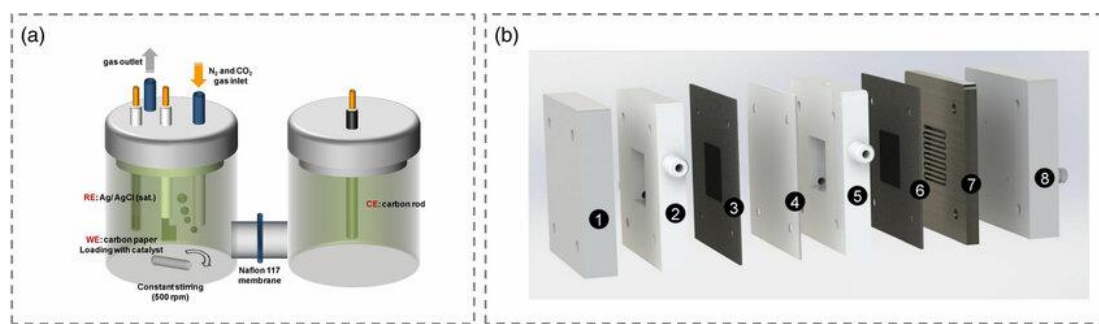 (a)
gas outlet
N2 and CO2
gas inlet
RE: Ag/ AgCl (sat.)
CE: carbon rod
WE: carbon paper
Loading with catalyst
Nafion 117
membrane
Constant stirring
(500 rpm)
(b)
1
2
3
4
5
6
7
8